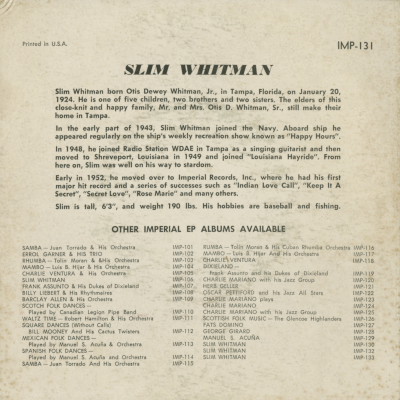 Printed in U.S.A.
IMP-131
SLIM WHITMAN
Slim Whitman born Otis Dewey Whitman, Jr., in Tampa, Florida, on January 20,
1924. He is one of five children, two brothers and two sisters. The elders of this
close-knit and happy family, Mr. and Mrs. Otis D. Whitman, Sr., still make their
home in Tampa.
In the early part of 1943, Slim Whitman joined the Navy. Aboard ship he
appeared regularly on the ship's weekly recreation show known as "Happy Hours".
In 1948, he joined Radio Station WDAE in Tampa as a singing guitarist and then
moved to Shreveport, Louisiana in 1949 and joined "Louisiana Hayride". From
here on, Slim was well on his way to stardom.
Early in 1952, he moved over to Imperial Records, Inc., where he had his first
major hit record and a series of successes such as "Indian Love Call", "Keep It A
Secret", "Secret Love", "Rose Marie" and many others.
Slim is tall, 6'3", and weight 190 lbs. His hobbies are baseball and fishing.
OTHER IMPERIAL EP ALBUMS AVAILABLE
SAMBA — Juan Torrado & His Orchestra IMP-101
ERROL GARNER & HIS TRIO IMP-102
RHUMBA — Tolin Moren & His Orchestra IMP-103
MAMBO — Luis B. Hijar & His Orchestra IMP-104
CHARLIE VENTURA & His Orchestra IMP-105
SLIM WHITMAN IMP-106
FRANK ASSUNTO & His Dukes of Dixieland IMP-107
BILLY LIEBERT & His Rhythmaires IMP-108
BARCLAY ALLEN & His Orchestra IMP-109
SCOTCH FOLK DANCES —
Played by Canadian Legion Pipe Band IMP-110
WALTZ TIME — Robert Hamilton & His Orchestra IMP-111
SQUARE DANCES (Without Calls)
BILL MOONEY And His Cactus Twisters IMP-112
MEXICAN FOLK DANCES —
Played by Manuel S. Acuña & Orchestra IMP-113
SPANISH FOLK DANCES —
Played by Manuel S. Acuña and Orchestra IMP-114
SAMBA — Juan Torrado And His Orchestra IMP-115
RUMBA — Tolin Moren & His Cuban Rhumba Orchestra IMP-116
MAMBO — Luis B. Hijar And His Orchestra IMP-117
CHARLIE VENTURA IMP-118
DIXIELAND —
Frank Assunto and His Dukes of Dixieland IMP-119
CHARLIE MARIANO with his Jazz Group IMP-120
HERB GELLER IMP-121
OSCAR PETTIFORD and his Jazz All Stars IMP-122
CHARLIE MARIANO plays IMP-123
CHARLIE MARIANO IMP-124
CHARLIE MARIANO with his Jazz Group IMP-125
SCOTTISH FOLK MUSIC — The Glencoe Highlanders IMP-126
FATS DOMINO IMP-127
GEORGE GIRARD IMP-128
MANUEL S. ACUÑA IMP-129
SLIM WHITMAN IMP-130
SLIM WHITMAN IMP-132
SLIM WHITMAN IMP-133